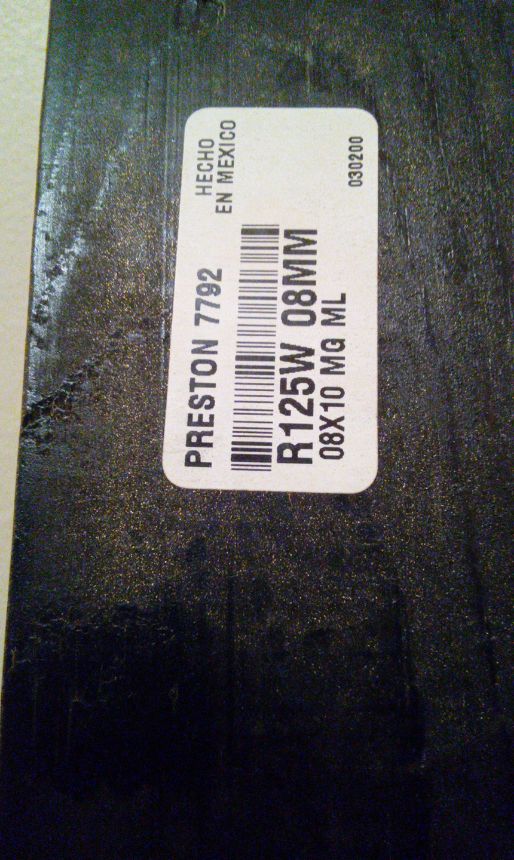 PRESTON 7792
HECHO
EN MEXICO
R125W 08MM
08X10 MG ML
030200